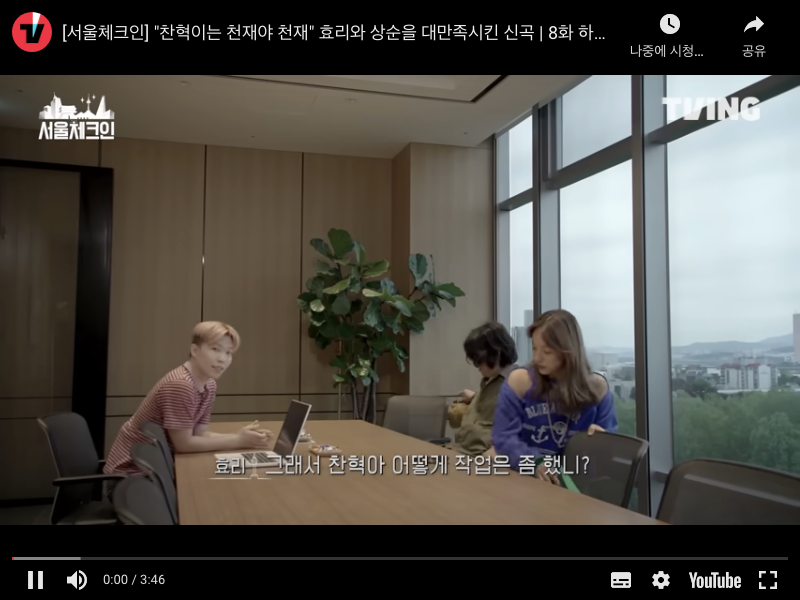 [서울체크인] "찬혁이는 천재야 천재" 효리와 상순을 대만족시킨 신곡 | 8화 하...
나중에 시청...
공유
서울체크인
TVING
BLUE
효리 그래서 찬혁아 어떻게 작업은 좀 했니?
0:00 / 3:46
YouTube